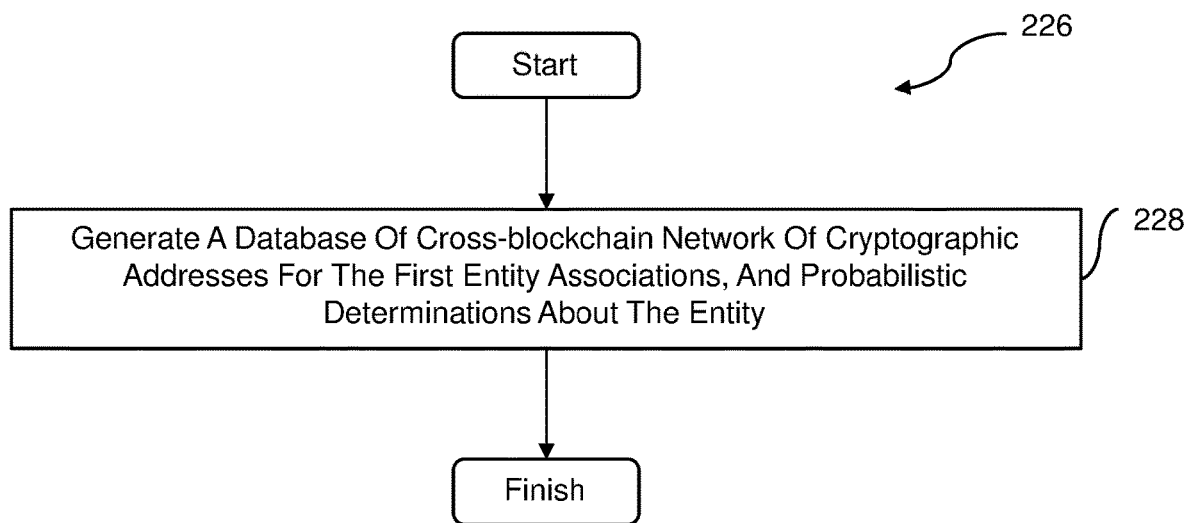 226
Start
228
Generate A Database Of Cross-blockchain Network Of Cryptographic
Addresses For The First Entity Associations, And Probabilistic
Determinations About The Entity
Finish